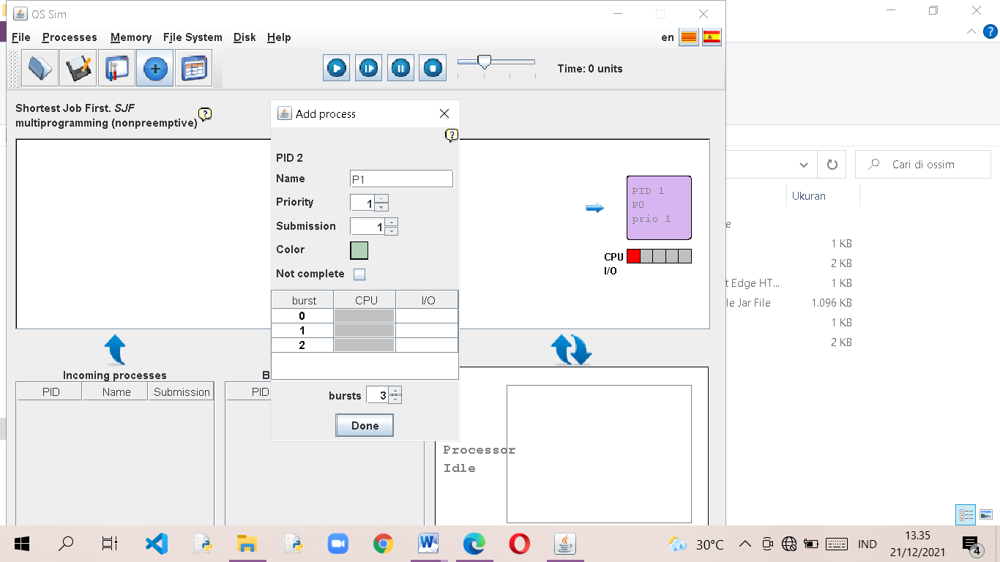 OS Sim
File Processes Memory File System Disk Help
en
Time: 0 units
Shortest Job First. SJF
multiprogramming (nonpreemptive)
?
Add process
?
PID 2
Name P1
Priority 1
Submission 1
Color
Not complete
burst CPU I/O
0
1
2
bursts 3
Done
PID 1
P0
prio 1
CPU
I/O
Incoming processes
PID Name Submission
B
PID
Processor
Idle
?
Cari di ossim
Ukuran
e
1 KB
2 KB
t Edge HT... 1 KB
le Jar File 1.096 KB
1 KB
2 KB
30°C
IND
13.35
21/12/2021
4